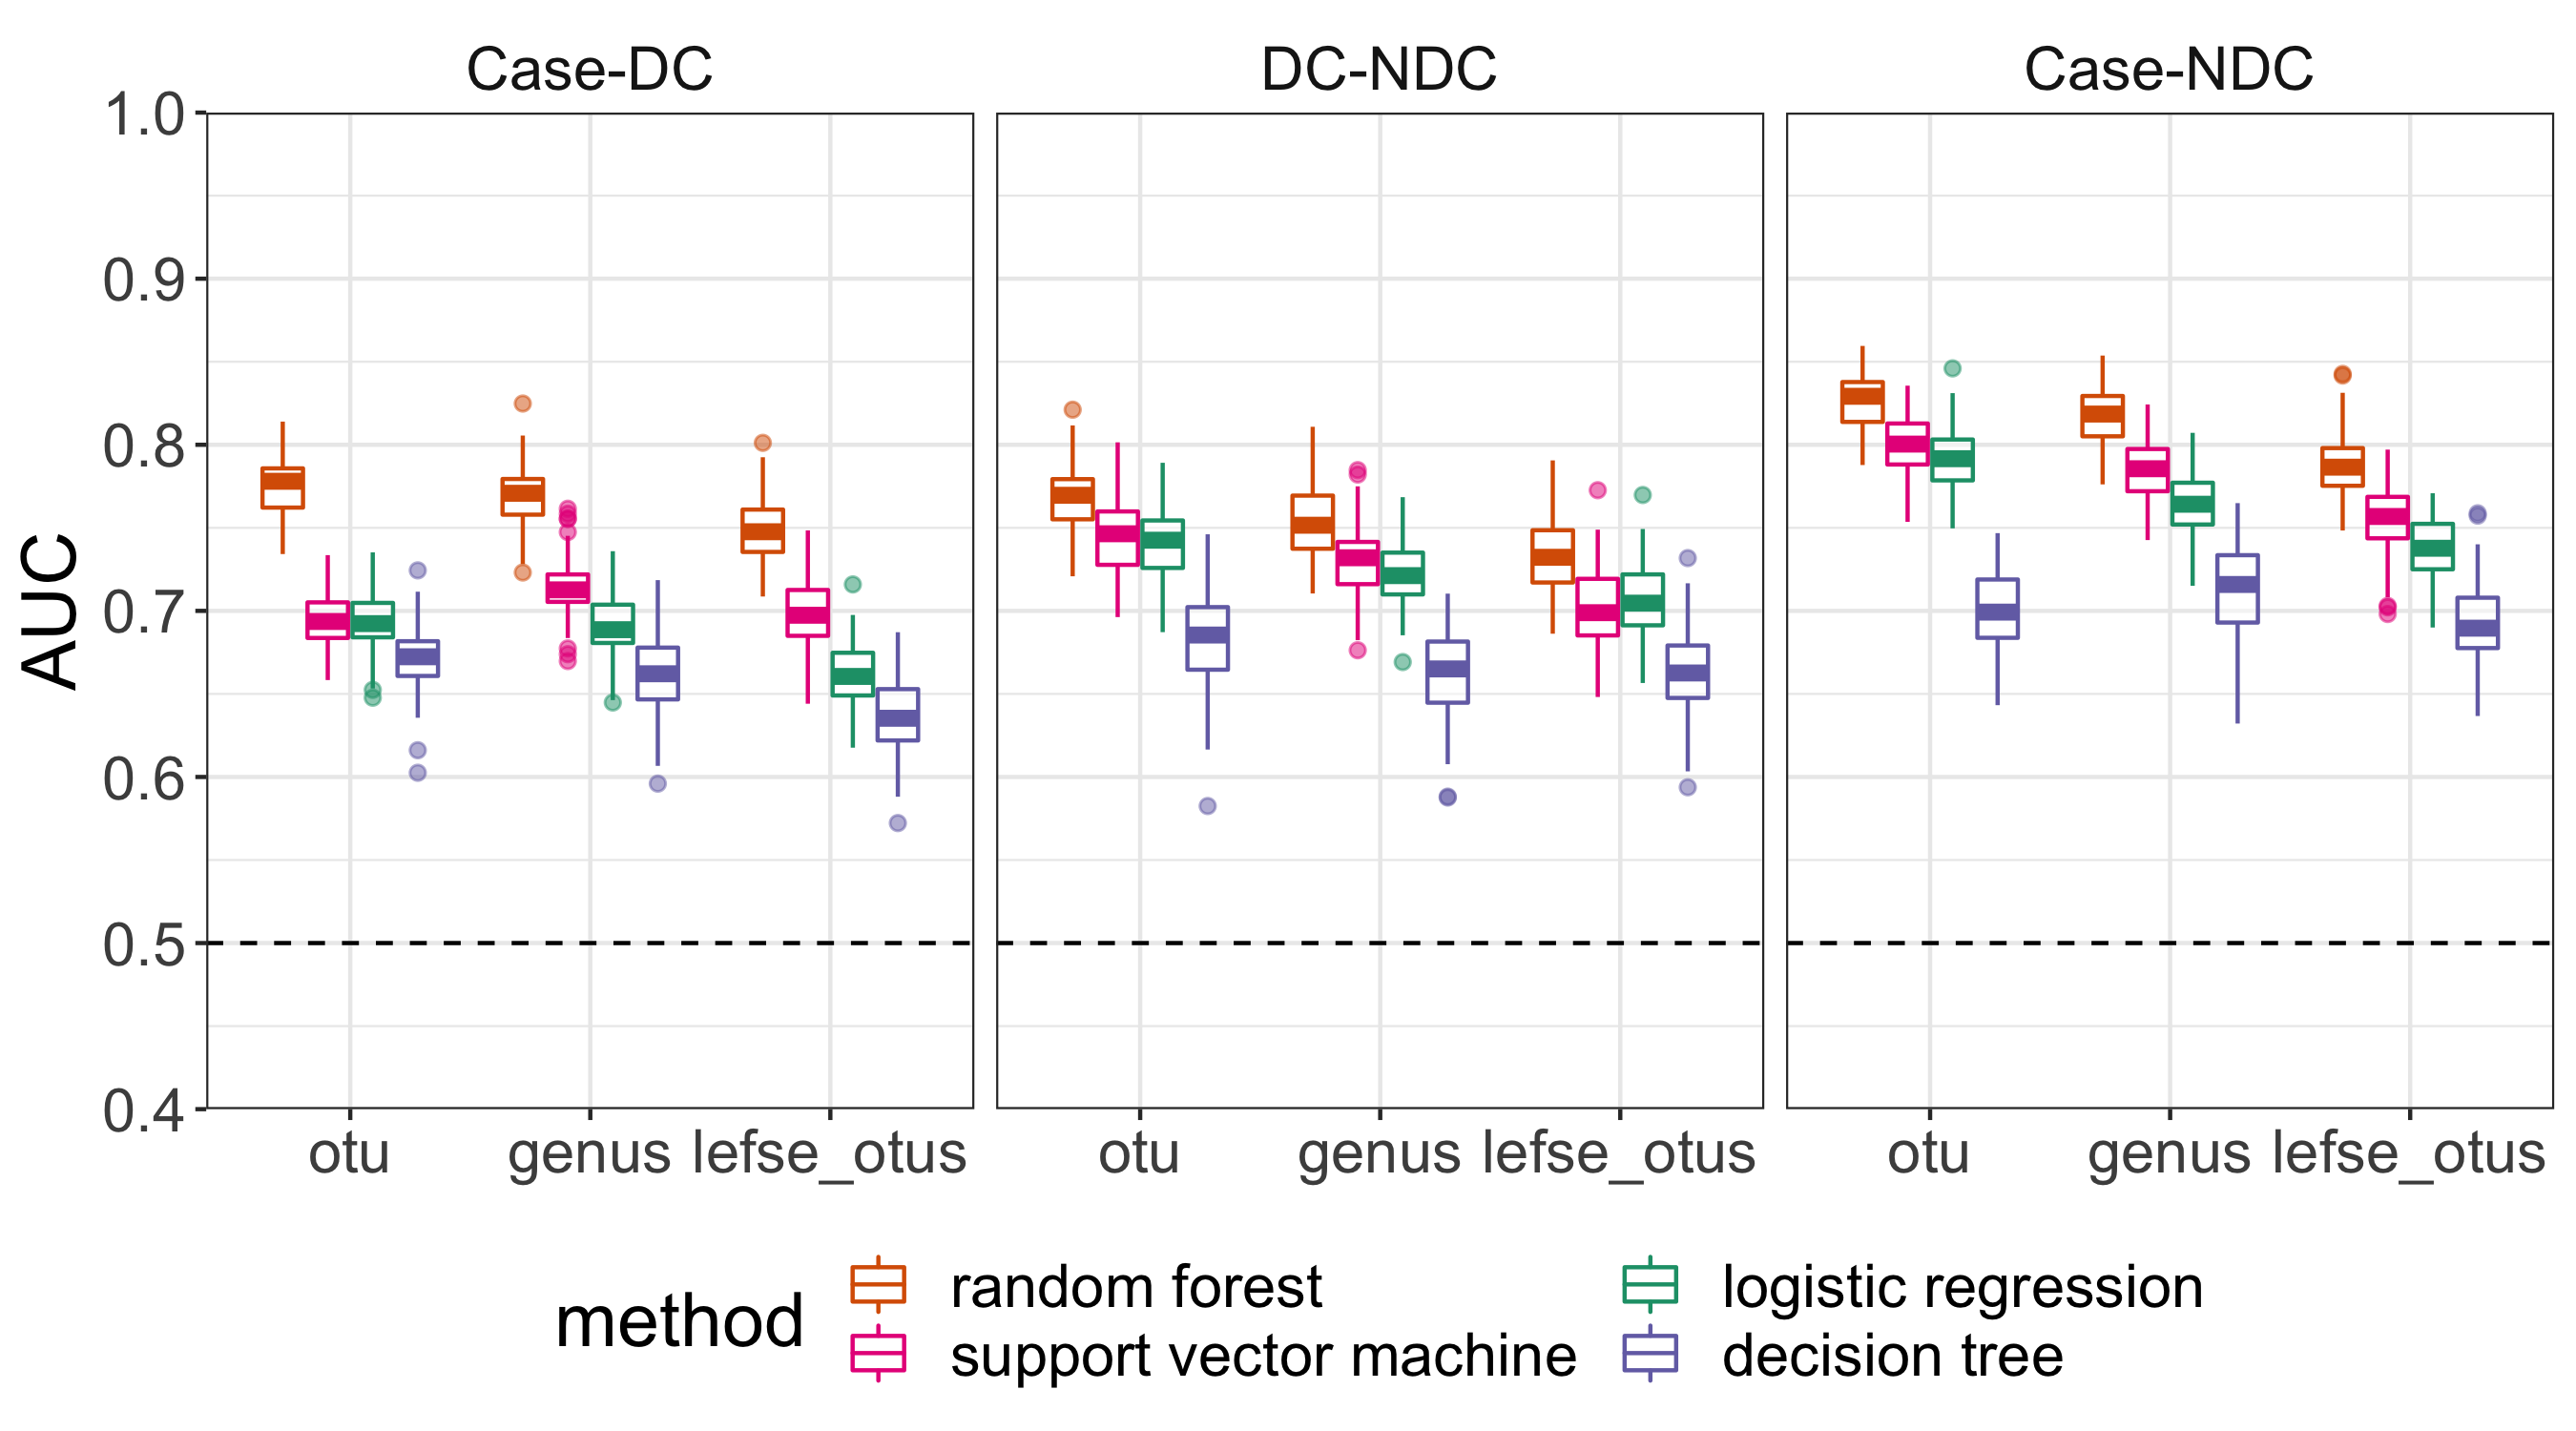 Case-DC DC-NDC Case-NDC
1.0
0.9
0.8
0.7
0.6
0.5
0.4
AUC
otu genus lefse_otus otu genus lefse_otus otu genus lefse_otus
method
random forest logistic regression
support vector machine decision tree